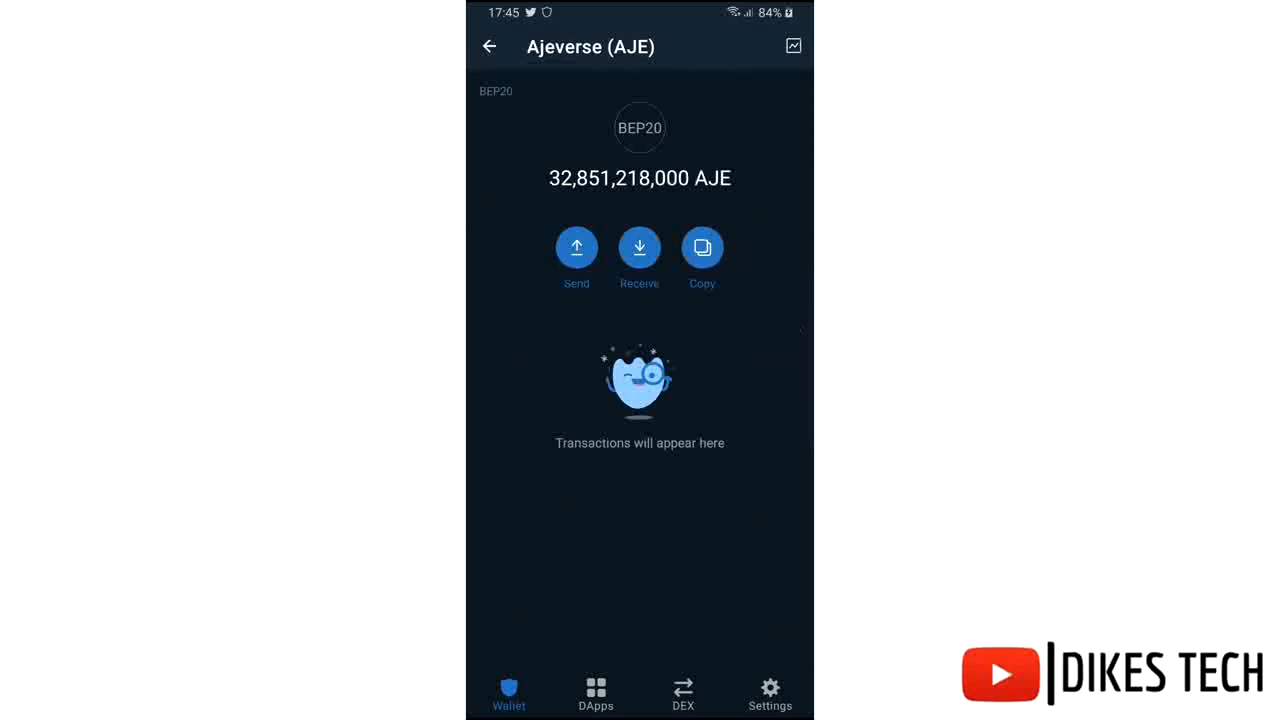 17:45 84%
Ajeverse (AJE)
BEP20
BEP20
32,851,218,000 AJE
Send Receive Copy
Transactions will appear here
Wallet DApps DEX Settings
DIKES TECH